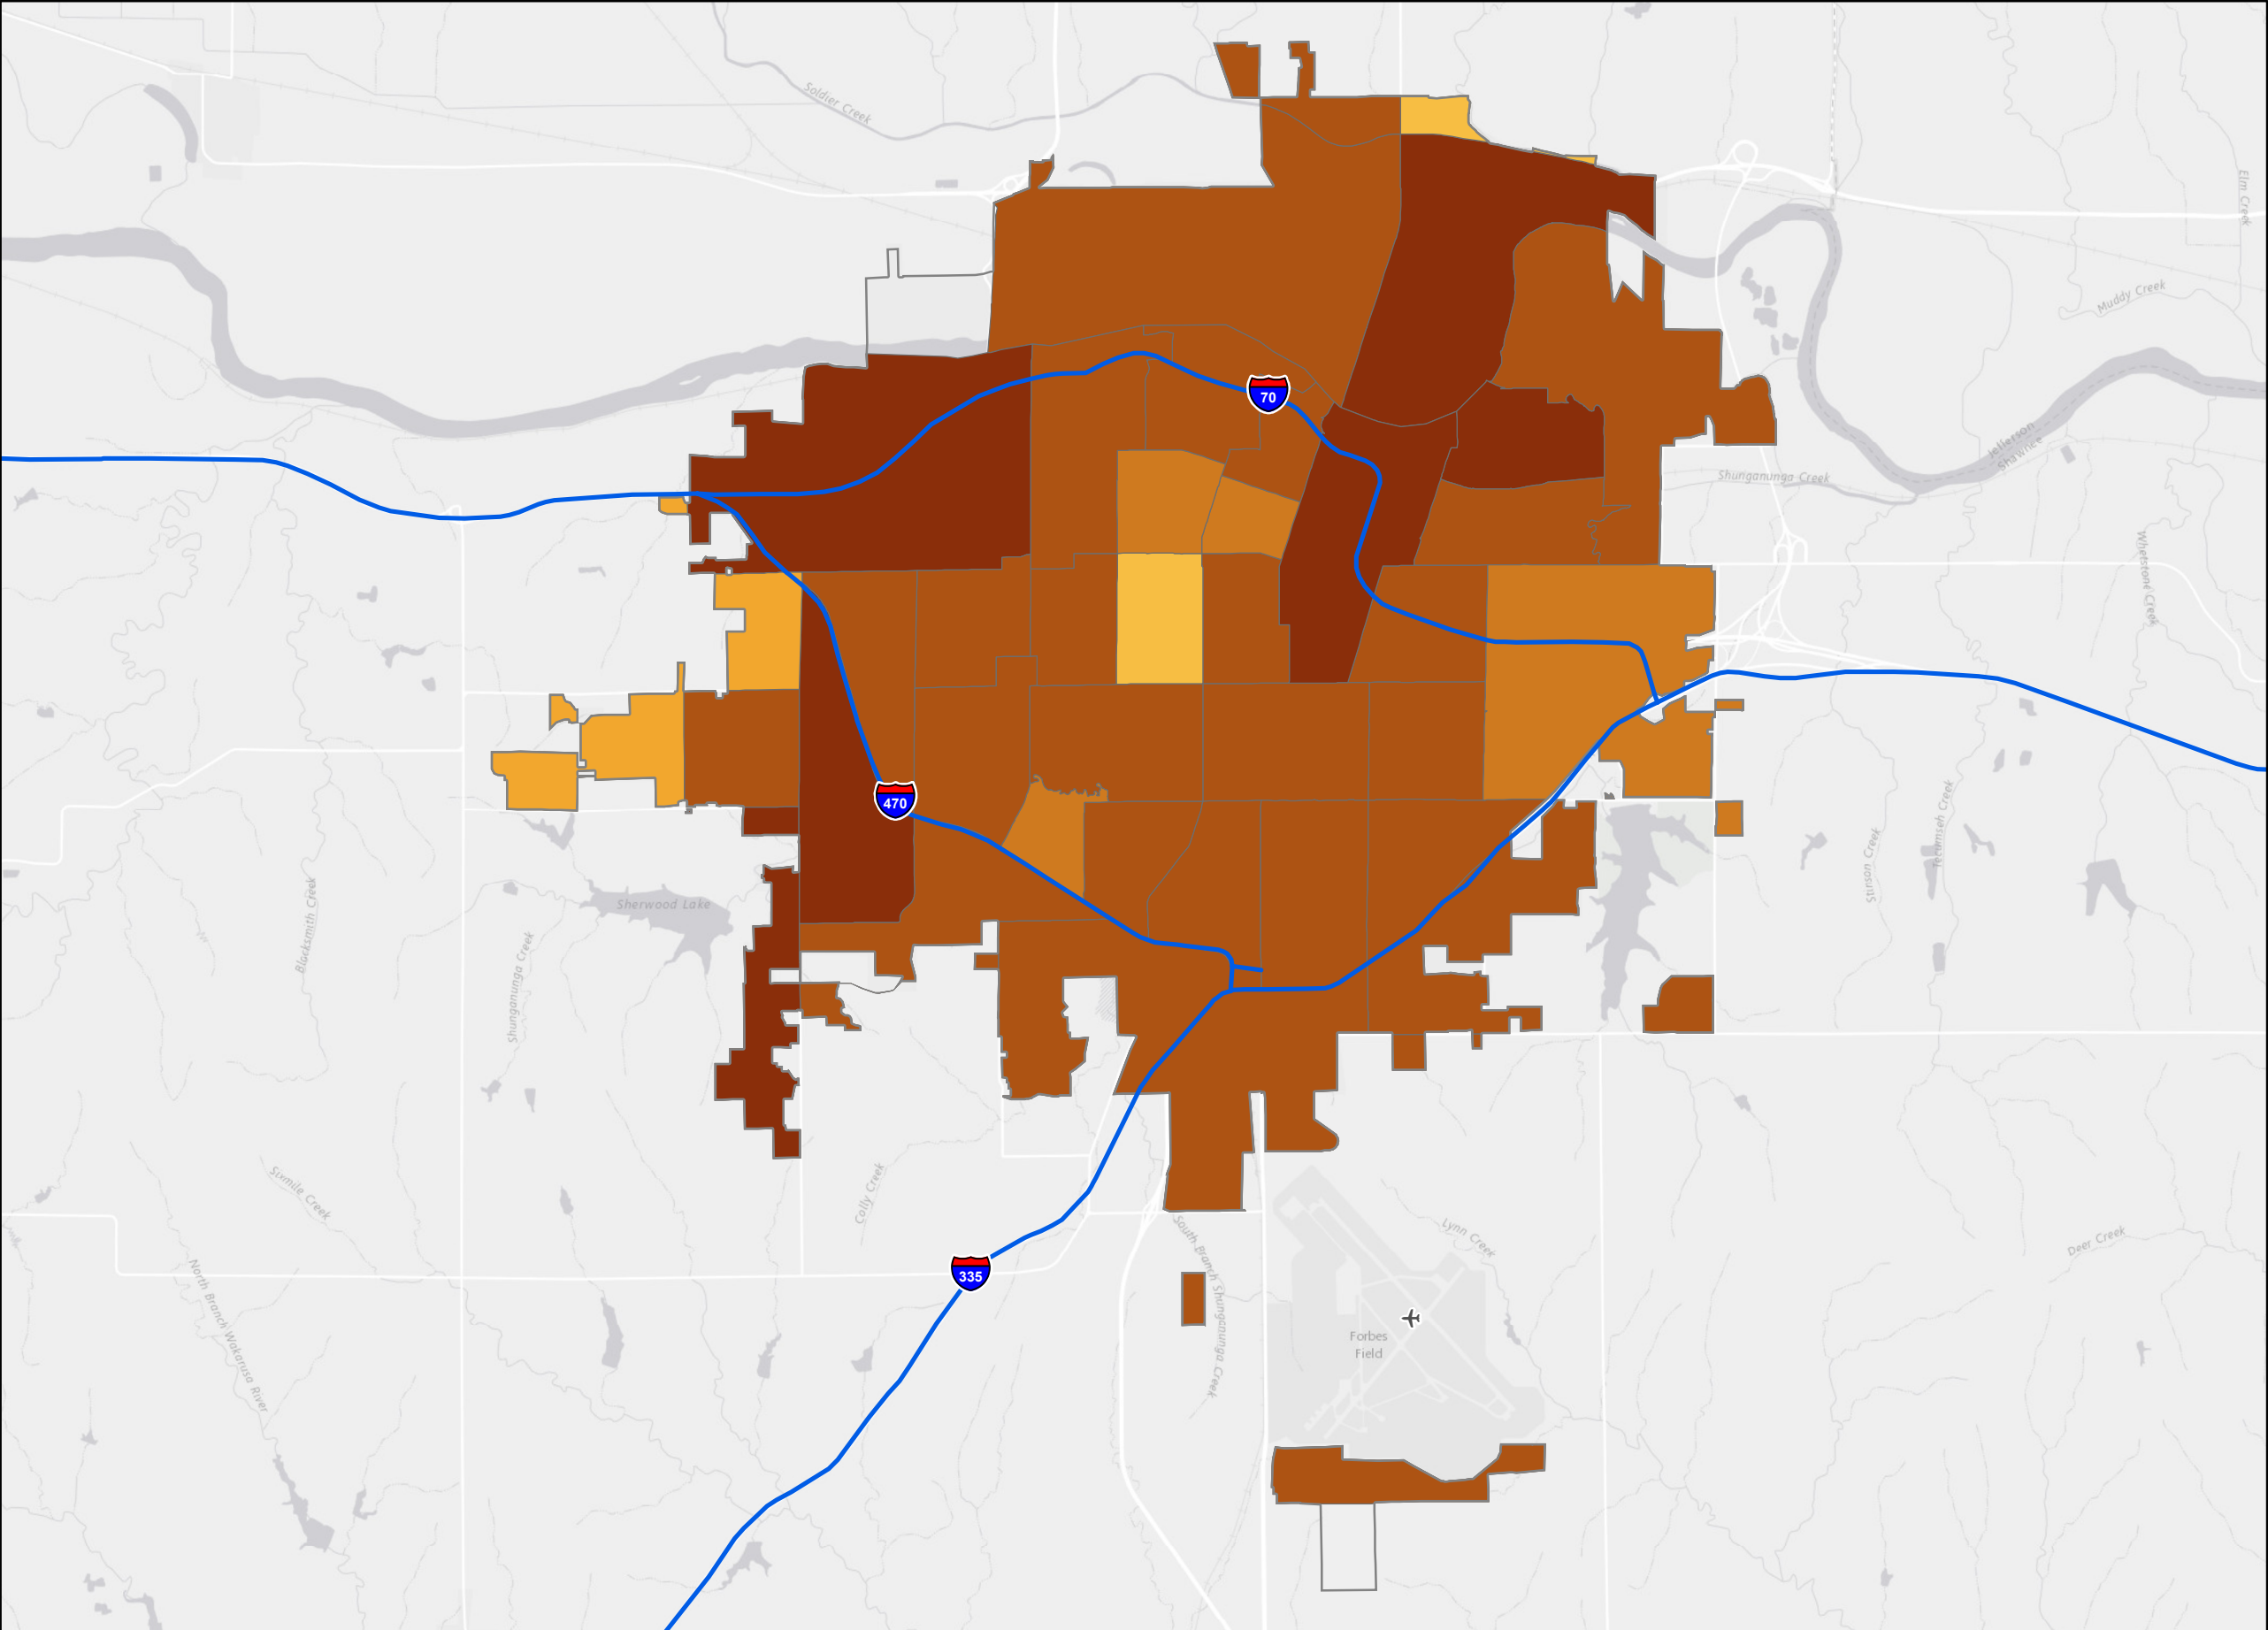 Soldier Creek
Elm Creek
Muddy Creek
70
Jefferson
Shawnee
Shunganunga Creek
Whetstone Creek
470
Sherwood Lake
Blacksmith Creek
Shunganunga Creek
Stinson Creek
Tecumseh Creek
Sixmile Creek
Colly Creek
South Branch Shunganunga Creek
Lynn Creek
Deer Creek
North Branch Wakarusa River
335
Forbes
Field